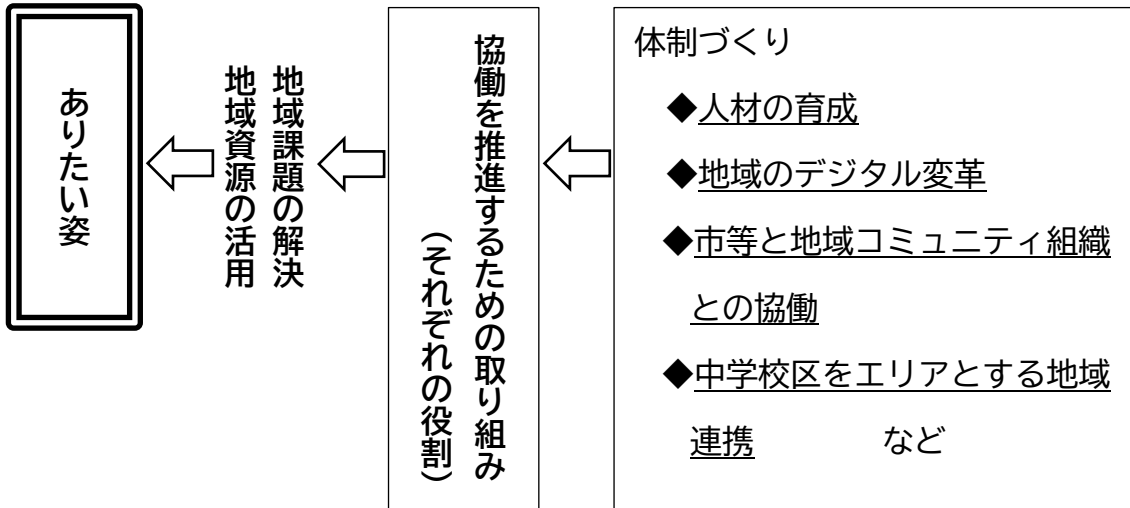 体制づくり
◆人材の育成
◆地域のデジタル変革
◆市等と地域コミュニティ組織
との協働
◆中学校区をエリアとする地域
連携　　　など
協働を推進するための取り組み
(それぞれの役割)
地域課題の解決
地域資源の活用
ありたい姿